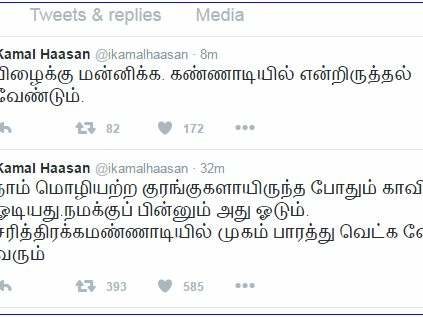 Tweets & replies Media
Kamal Haasan @ikamalhaasan · 8m
பிழைக்கு மன்னிக்க. கண்ணாடியில் என்றிருத்தல்
வேண்டும்.
82 172
Kamal Haasan @ikamalhaasan · 32m
நாம் மொழியற்ற குரங்குகளாயிருந்த போதும் காவி
ஓடியது.நமக்குப் பின்னும் அது ஓடும்.
சரித்திரக்கமண்ணாடியில் முகம் பாரத்து வெட்க
வரும்
393 585